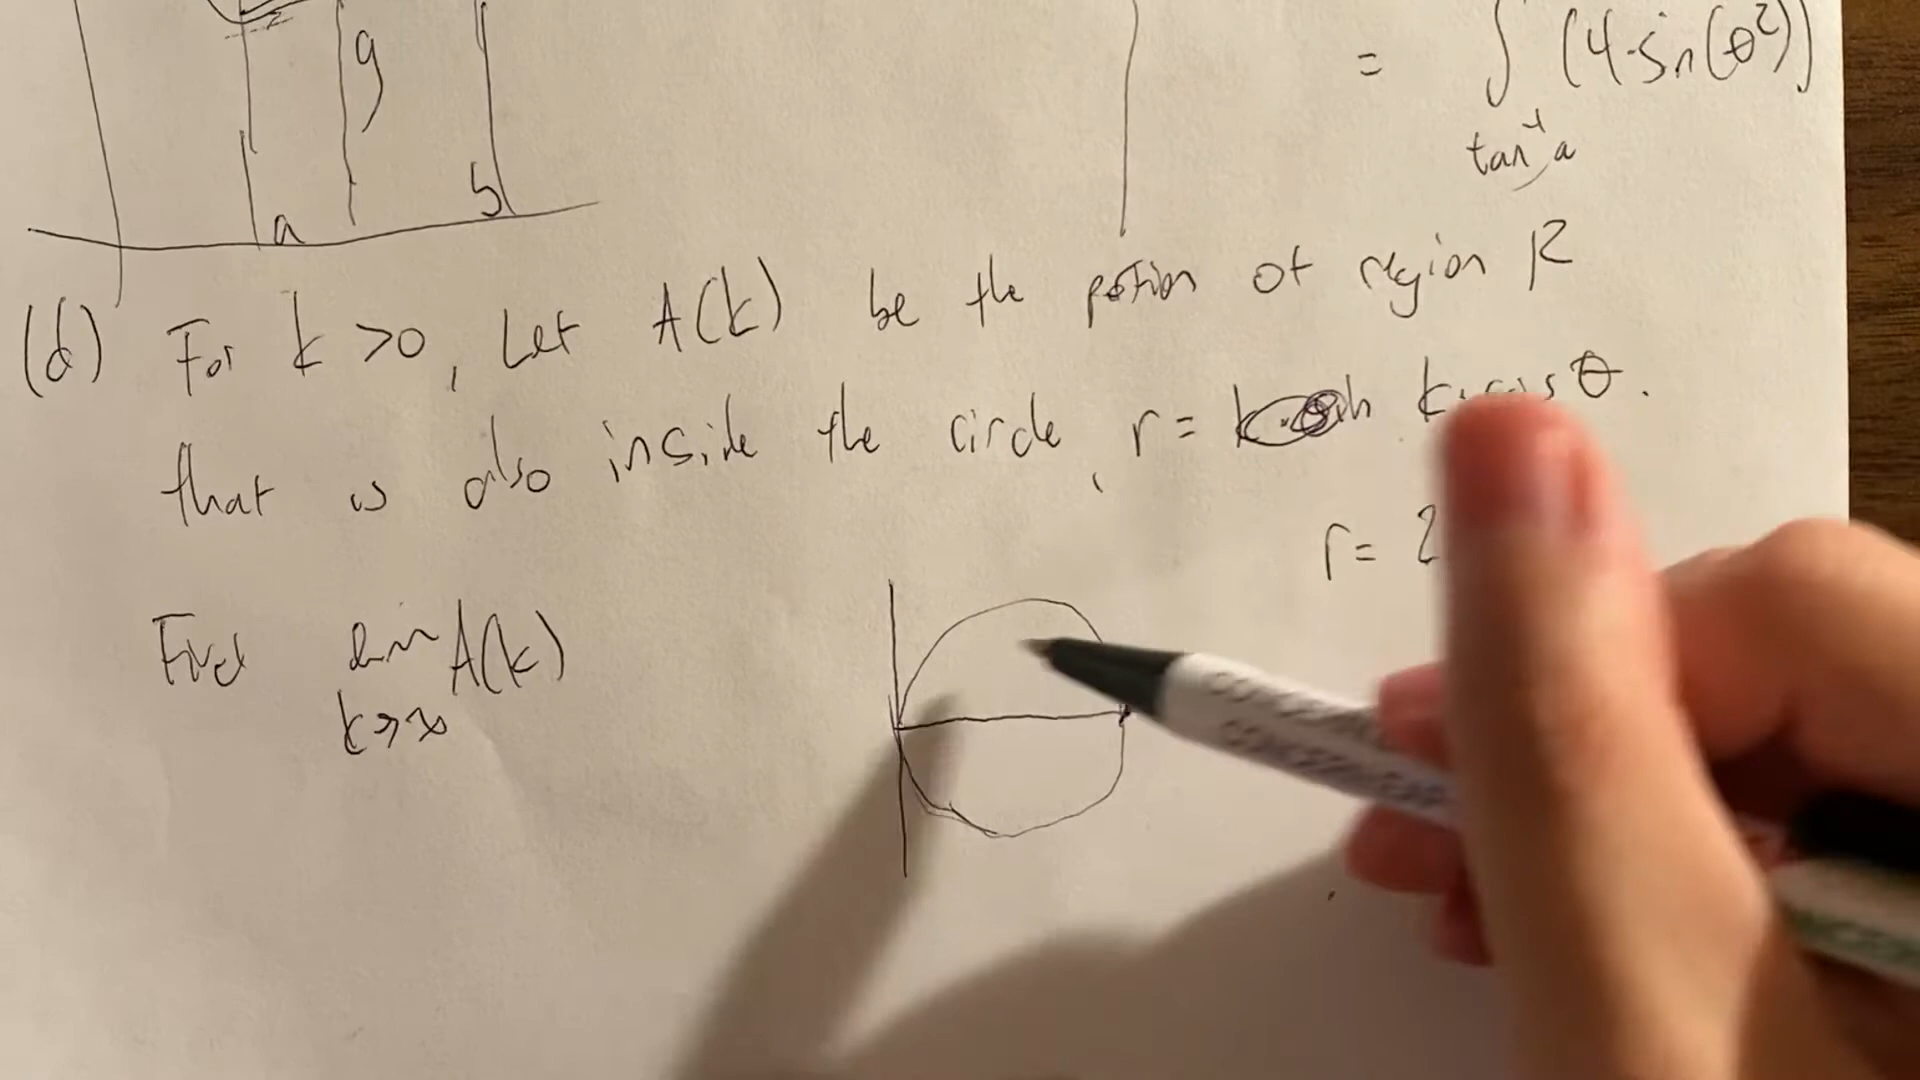 g
a
b
= ∫ (4·sin(θ²))
tan⁻¹a
(d) For k >0, Let A(k) be the portion of region R
that is also inside the circle, r = k·cosθ.
r= 2
Find lim A(k)
k→∞